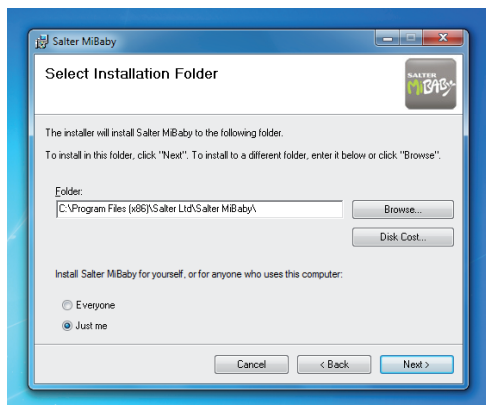 Salter MiBaby
Select Installation Folder
SALTER
MiBABY
The installer will install Salter MiBaby to the following folder.
To install in this folder, click "Next". To install to a different folder, enter it below or click "Browse".
Folder:
C:\Program Files (x86)\Salter Ltd\Salter MiBaby\
Browse...
Disk Cost...
Install Salter MiBaby for yourself, or for anyone who uses this computer:
Everyone
Just me
Cancel
< Back
Next >